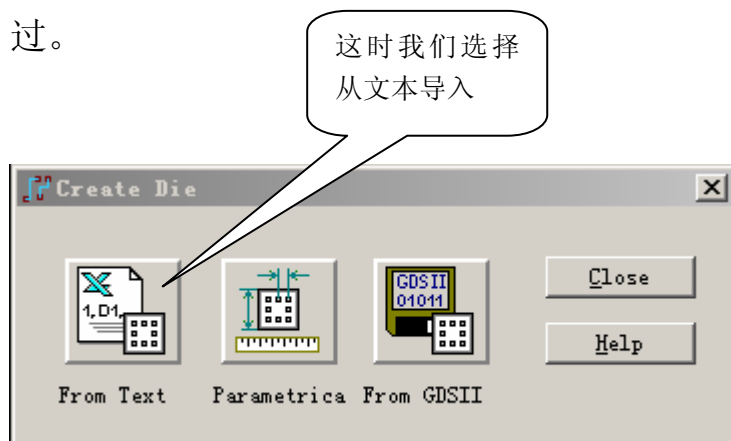 过。
这时我们选择
从文本导入
Create Die
1,D1,
GDSII
01011
Close
Help
From Text
Parametrica
From GDSII